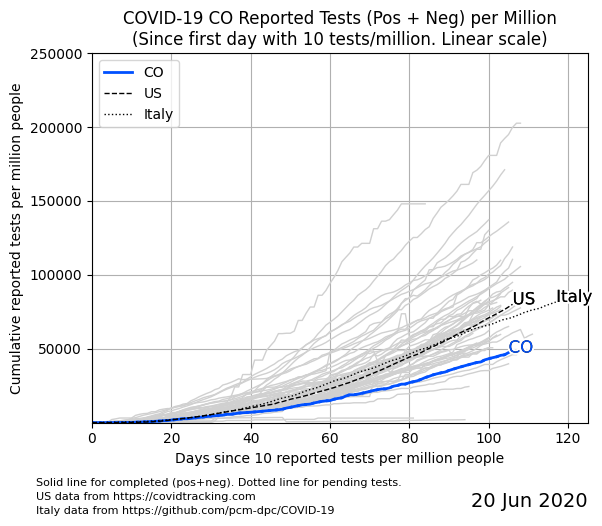 COVID-19 CO Reported Tests (Pos + Neg) per Million
(Since first day with 10 tests/million. Linear scale)
Cumulative reported tests per million people
250000
200000
150000
100000
50000
CO
US
Italy
US
Italy
CO
0
20
40
60
80
100
120
Days since 10 reported tests per million people
Solid line for completed (pos+neg). Dotted line for pending tests.
US data from https://covidtracking.com
Italy data from https://github.com/pcm-dpc/COVID-19
20 Jun 2020